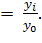 = y_i / y_0.